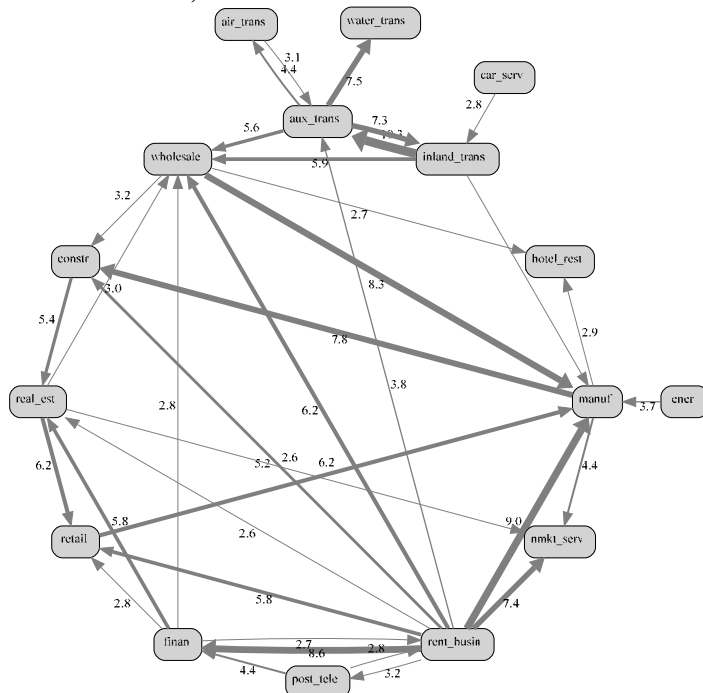 air_trans
water_trans
3.1
4.4
7.5
car_serv
2.8
aux_trans
7.3
5.6
10.3
wholesale
5.9
inland_trans
3.2
2.7
constr
hotel_rest
3.0
8.3
5.4
7.8
2.9
real_est
2.8
3.8
manuf
3.7
ener
6.2
2.6
5.2
6.2
6.2
4.4
5.8
9.0
retail
2.6
nmkt_serv
2.8
5.8
7.4
finan
2.7
8.6
2.8
rent_busin
4.4
post_tele
3.2